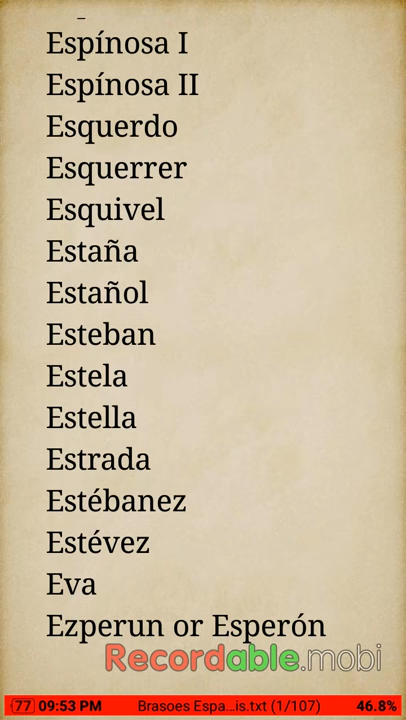 Espínosa I
Espínosa II
Esquerdo
Esquerrer
Esquivel
Estaña
Estañol
Esteban
Estela
Estella
Estrada
Estébanez
Estévez
Eva
Ezperun or Esperón
Recordable.mobi
77 09:53 PM Brasoes Espa...is.txt (1/107) 46.8%